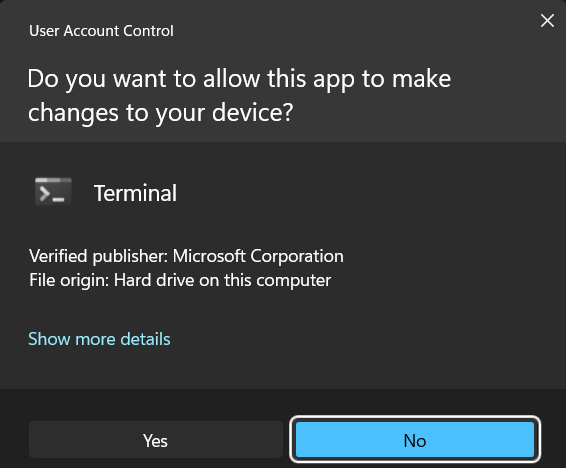 User Account Control
Do you want to allow this app to make
changes to your device?
Terminal
Verified publisher: Microsoft Corporation
File origin: Hard drive on this computer
Show more details
Yes
No